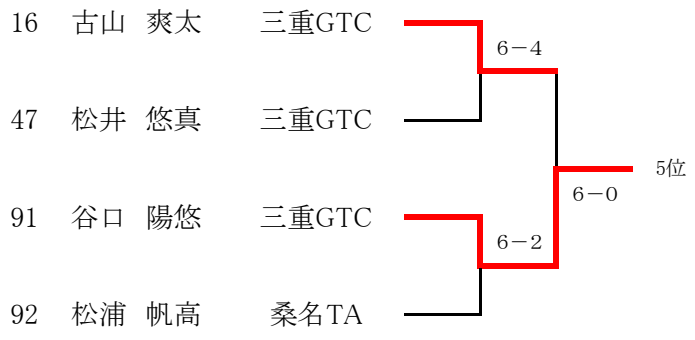 16 古山 爽太 三重GTC
6－4
47 松井 悠真 三重GTC
5位
6－0
91 谷口 陽悠 三重GTC
6－2
92 松浦 帆高 桑名TA